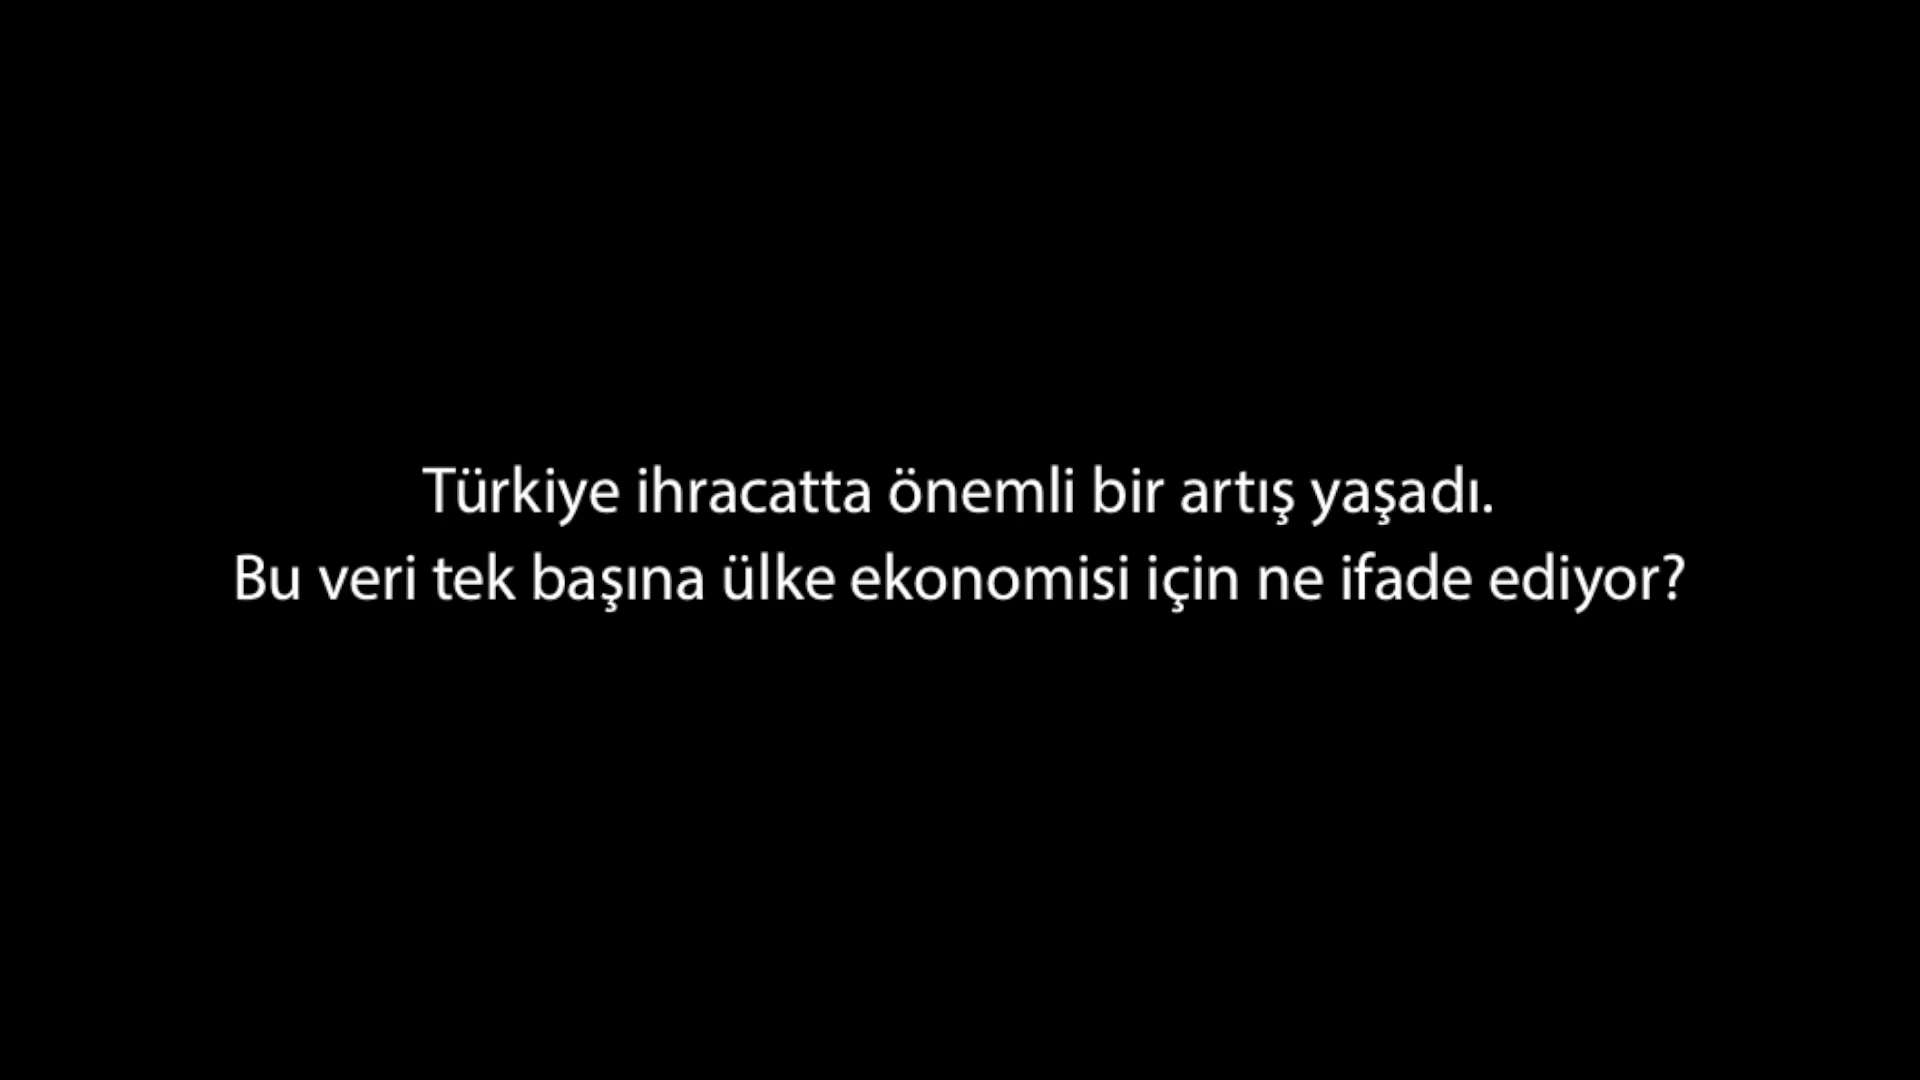 Türkiye ihracatta önemli bir artış yaşadı.
Bu veri tek başına ülke ekonomisi için ne ifade ediyor?